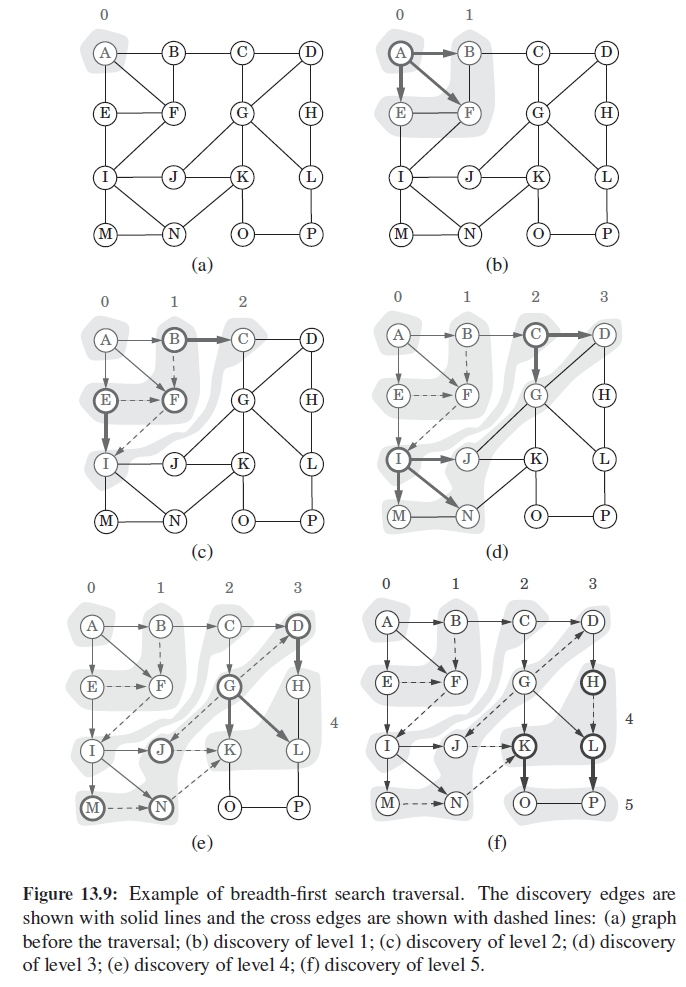 0 0 1
A B C D A B C D
E F G H E F G H
I J K L I J K L
M N O P M N O P
(a) (b)
0 1 2 0 1 2 3
A B C D A B C D
E F G H E F G H
I J K L I J K L
M N O P M N O P
(c) (d)
0 1 2 3 0 1 2 3
A B C D A B C D
E F G H E F G H
4 4
I J K L I J K L
M N O P M N O P 5
(e) (f)
Figure 13.9: Example of breadth-first search traversal. The discovery edges are
shown with solid lines and the cross edges are shown with dashed lines: (a) graph
before the traversal; (b) discovery of level 1; (c) discovery of level 2; (d) discovery
of level 3; (e) discovery of level 4; (f) discovery of level 5.